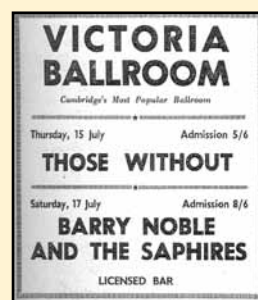 VICTORIA
BALLROOM
Cambridge's Most Popular Ballroom
Thursday, 15 July Admission 5/6
THOSE WITHOUT
Saturday, 17 July Admission 8/6
BARRY NOBLE
AND THE SAPHIRES
LICENSED BAR